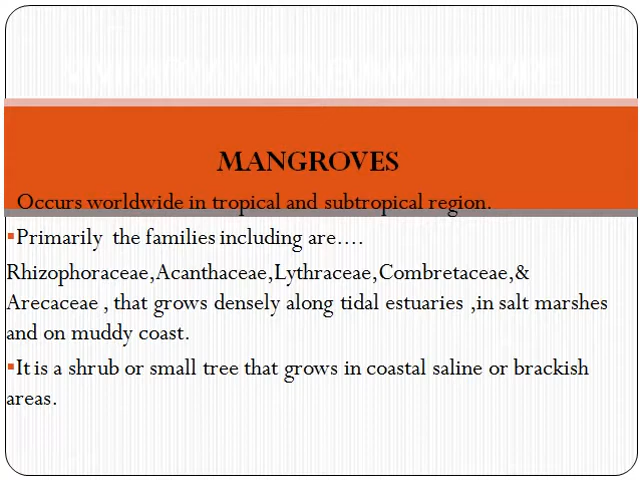 MANGROVES
Occurs worldwide in tropical and subtropical region.
▪Primarily the families including are....
Rhizophoraceae,Acanthaceae,Lythraceae,Combretaceae,&
Arecaceae , that grows densely along tidal estuaries ,in salt marshes
and on muddy coast.
▪It is a shrub or small tree that grows in coastal saline or brackish
areas.